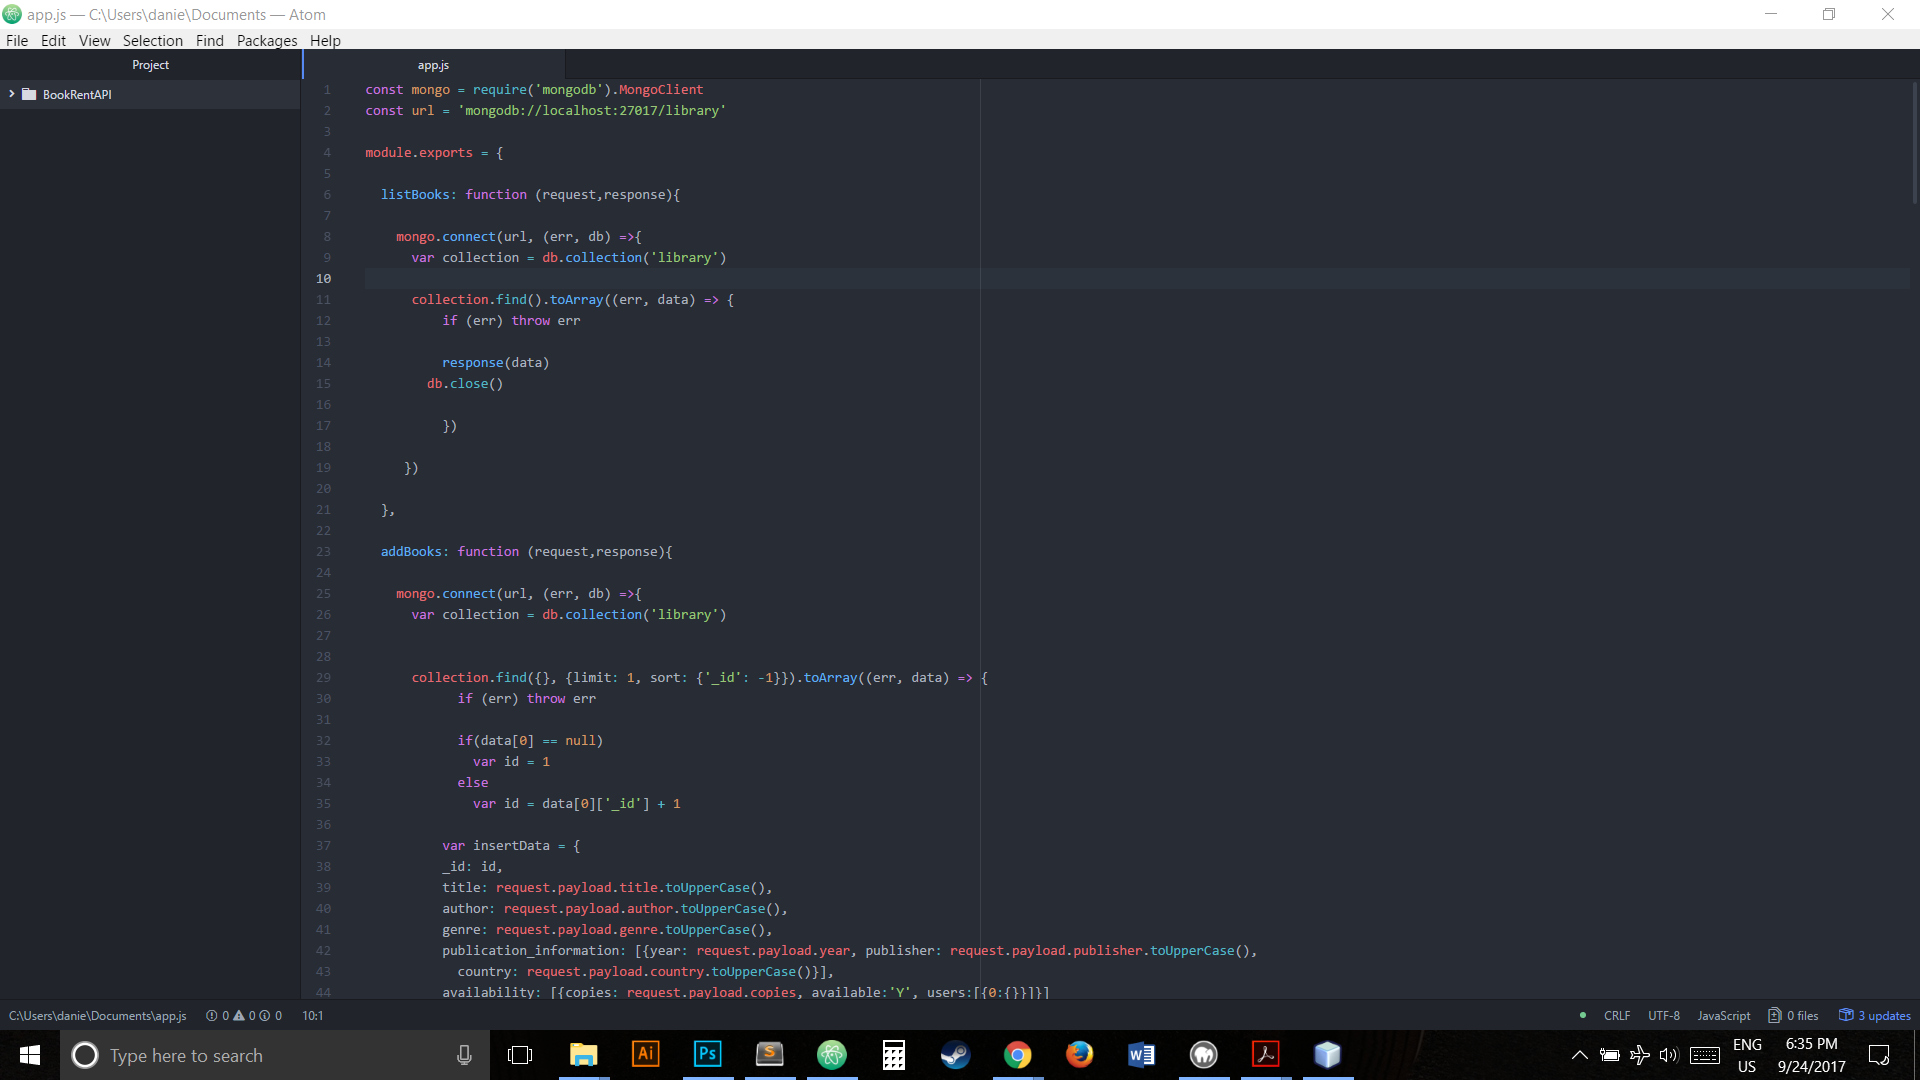 app.js — C:\Users\danie\Documents — Atom
File Edit View Selection Find Packages Help
Project
app.js
BookRentAPI
1 const mongo = require('mongodb').MongoClient
2 const url = 'mongodb://localhost:27017/library'
3
4 module.exports = {
5
6 listBooks: function (request,response){
7
8 mongo.connect(url, (err, db) =>{
9 var collection = db.collection('library')
10
11 collection.find().toArray((err, data) => {
12 if (err) throw err
13
14 response(data)
15 db.close()
16
17 })
18
19 })
20
21 },
22
23 addBooks: function (request,response){
24
25 mongo.connect(url, (err, db) =>{
26 var collection = db.collection('library')
27
28
29 collection.find({}, {limit: 1, sort: {'_id': -1}}).toArray((err, data) => {
30 if (err) throw err
31
32 if(data[0] == null)
33 var id = 1
34 else
35 var id = data[0]['_id'] + 1
36
37 var insertData = {
38 _id: id,
39 title: request.payload.title.toUpperCase(),
40 author: request.payload.author.toUpperCase(),
41 genre: request.payload.genre.toUpperCase(),
42 publication_information: [{year: request.payload.year, publisher: request.payload.publisher.toUpperCase(),
43 country: request.payload.country.toUpperCase()}],
44 availability: [{copies: request.payload.copies, available:'Y', users:[{0:{}}]}]
C:\Users\danie\Documents\app.js 0 0 0 10:1
CRLF UTF-8 JavaScript 0 files 3 updates
Type here to search
Ai
Ps
S
W
ENG
US
6:35 PM
9/24/2017